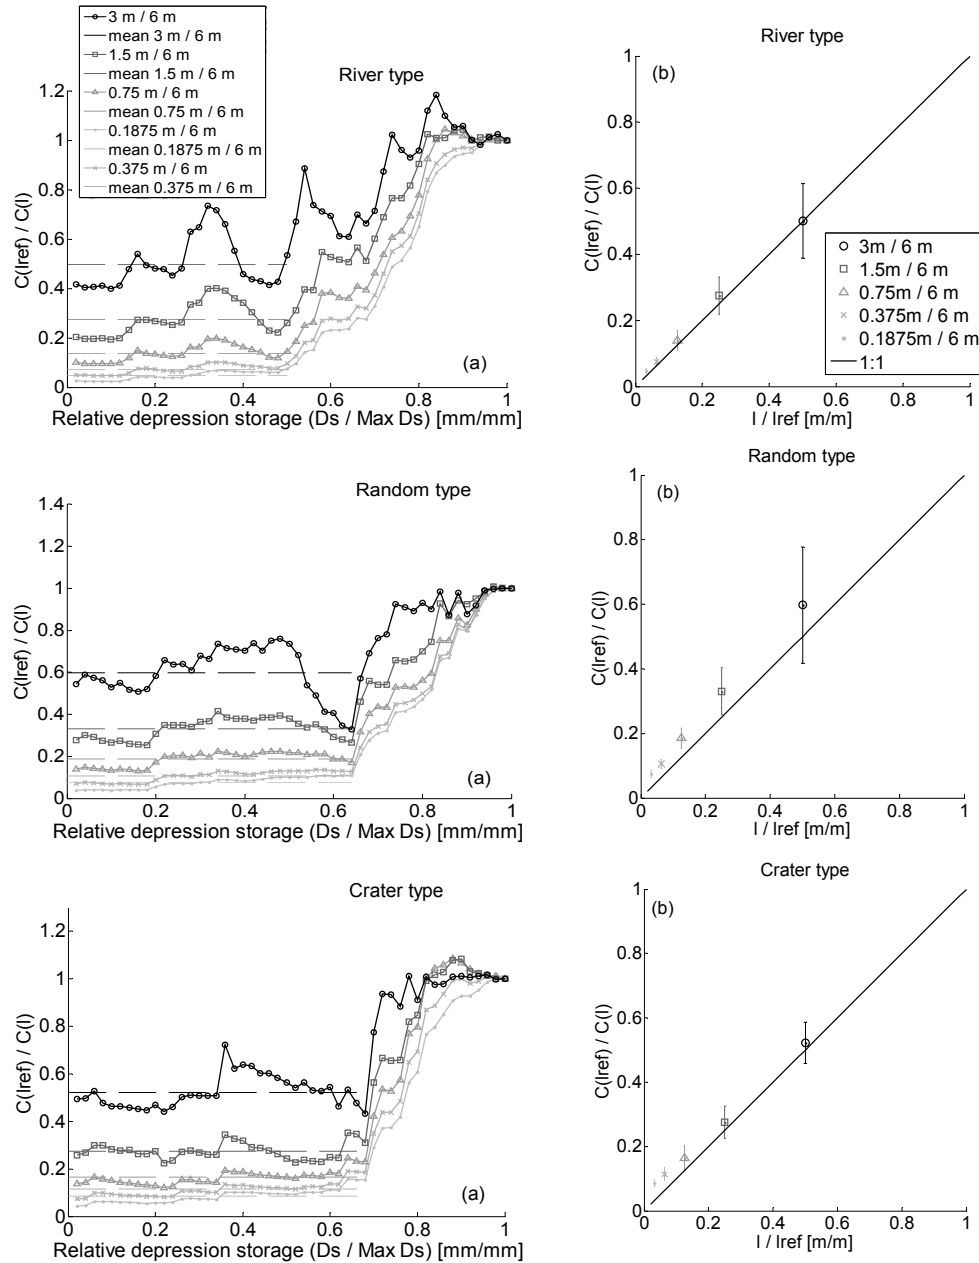 3 m / 6 m
mean 3 m / 6 m
1.5 m / 6 m
mean 1.5 m / 6 m
0.75 m / 6 m
mean 0.75 m / 6 m
0.1875 m / 6 m
mean 0.1875 m / 6 m
0.375 m / 6 m
mean 0.375 m / 6 m
River type
1.2
1
0.8
0.6
0.4
0.2
0
C(Iref) / C(I)
(a)
0 0.2 0.4 0.6 0.8 1
Relative depression storage (Ds / Max Ds) [mm/mm]
River type
(b)
1
0.8
0.6
0.4
0.2
0
C(Iref) / C(I)
3m / 6 m
1.5m / 6 m
0.75m / 6 m
0.375m / 6 m
0.1875m / 6 m
1:1
0 0.2 0.4 0.6 0.8 1
I / Iref [m/m]
Random type
1.4
1.2
1
0.8
0.6
0.4
0.2
0
C(Iref) / C(I)
(a)
0 0.2 0.4 0.6 0.8 1
Relative depression storage (Ds / Max Ds) [mm/mm]
Random type
(b)
1
0.8
0.6
0.4
0.2
0
C(Iref) / C(I)
0 0.2 0.4 0.6 0.8 1
I / Iref [m/m]
Crater type
1.2
1
0.8
0.6
0.4
0.2
0
C(Iref) / C(I)
(a)
0 0.2 0.4 0.6 0.8 1
Relative depression storage (Ds / Max Ds) [mm/mm]
Crater type
(b)
1
0.8
0.6
0.4
0.2
0
C(Iref) / C(I)
0 0.2 0.4 0.6 0.8 1
I / Iref [m/m]